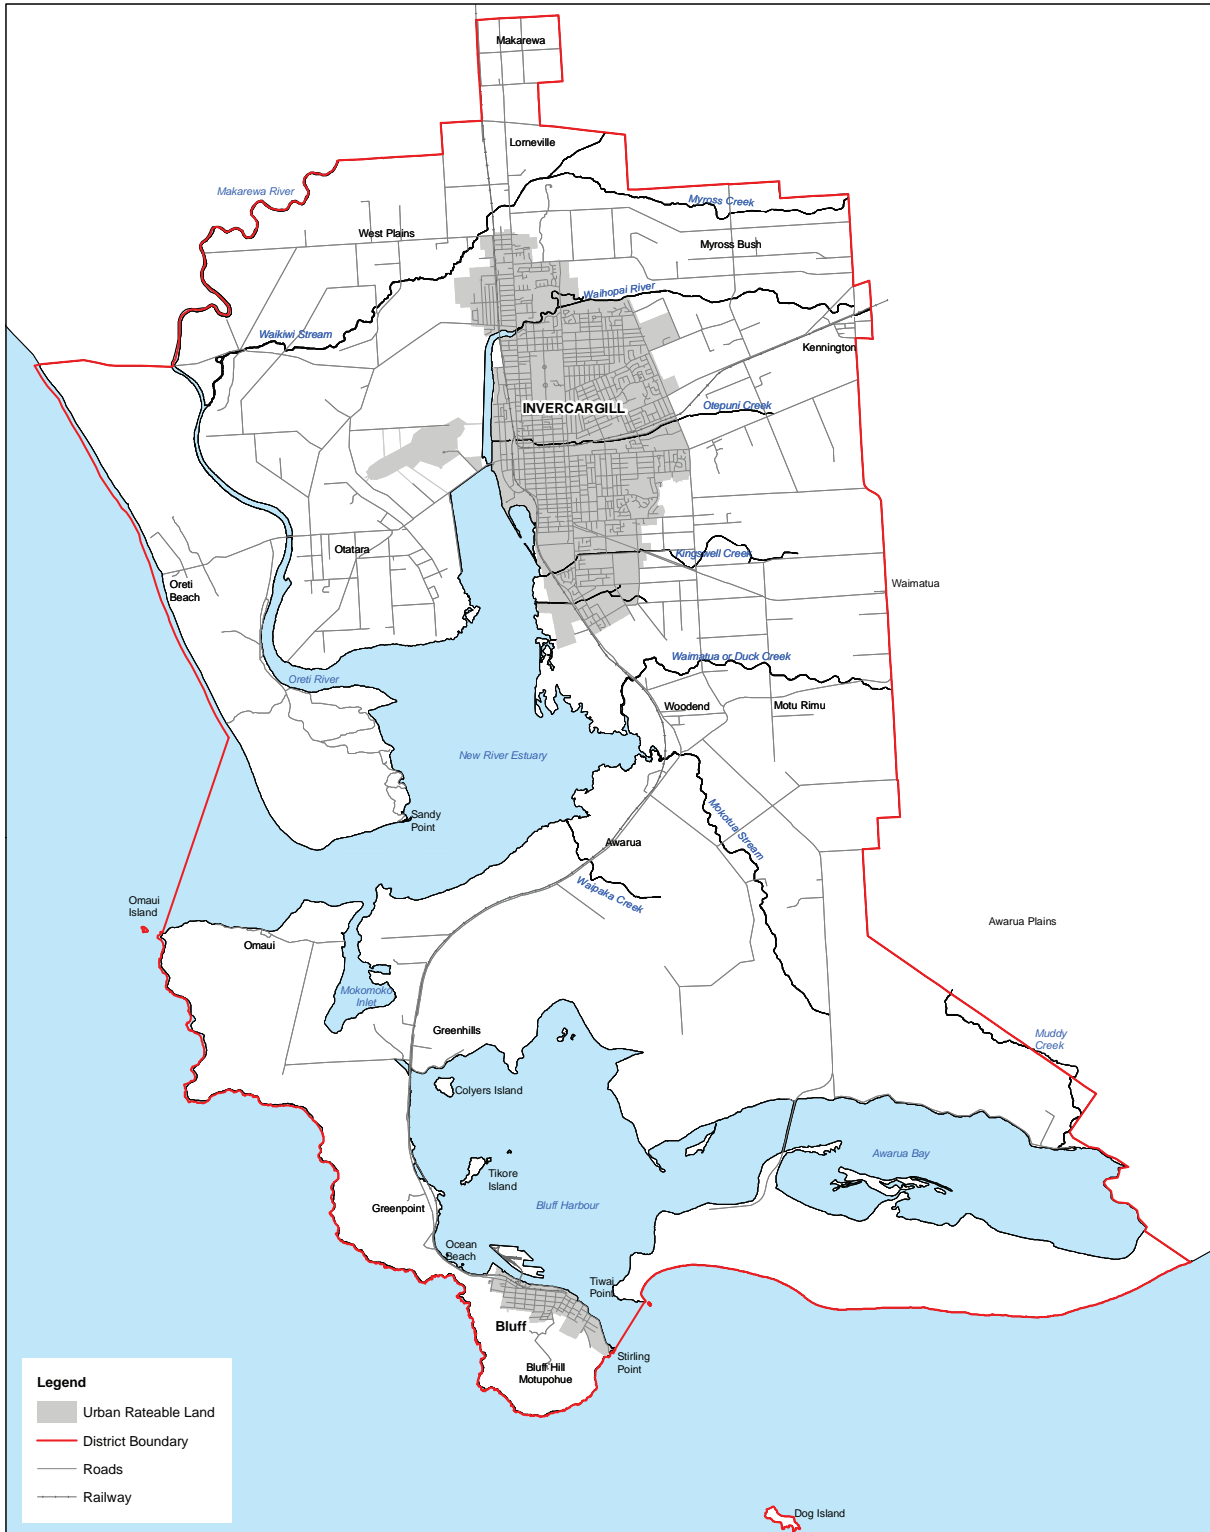 Makarewa
Lorneville
Makarewa River
Myross Creek
West Plains
Myross Bush
Waihopai River
Waikiwi Stream
Kennington
INVERCARGILL
Otepuni Creek
Otatara
Kingswell Creek
Oreti
Beach
Waimatua
Waimatua or Duck Creek
Oreti River
Woodend
Motu Rimu
New River Estuary
Sandy
Point
Mokotua Stream
Awarua
Waipaka Creek
Omaui
Island
Omaui
Awarua Plains
Mokomoko
Inlet
Greenhills
Muddy
Creek
Colyers Island
Tikore
Island
Awarua Bay
Greenpoint
Bluff Harbour
Ocean
Beach
Tiwai
Point
Bluff
Stirling
Point
Bluff Hill
Motupohue
Legend
Urban Rateable Land
District Boundary
Roads
Railway
Dog Island